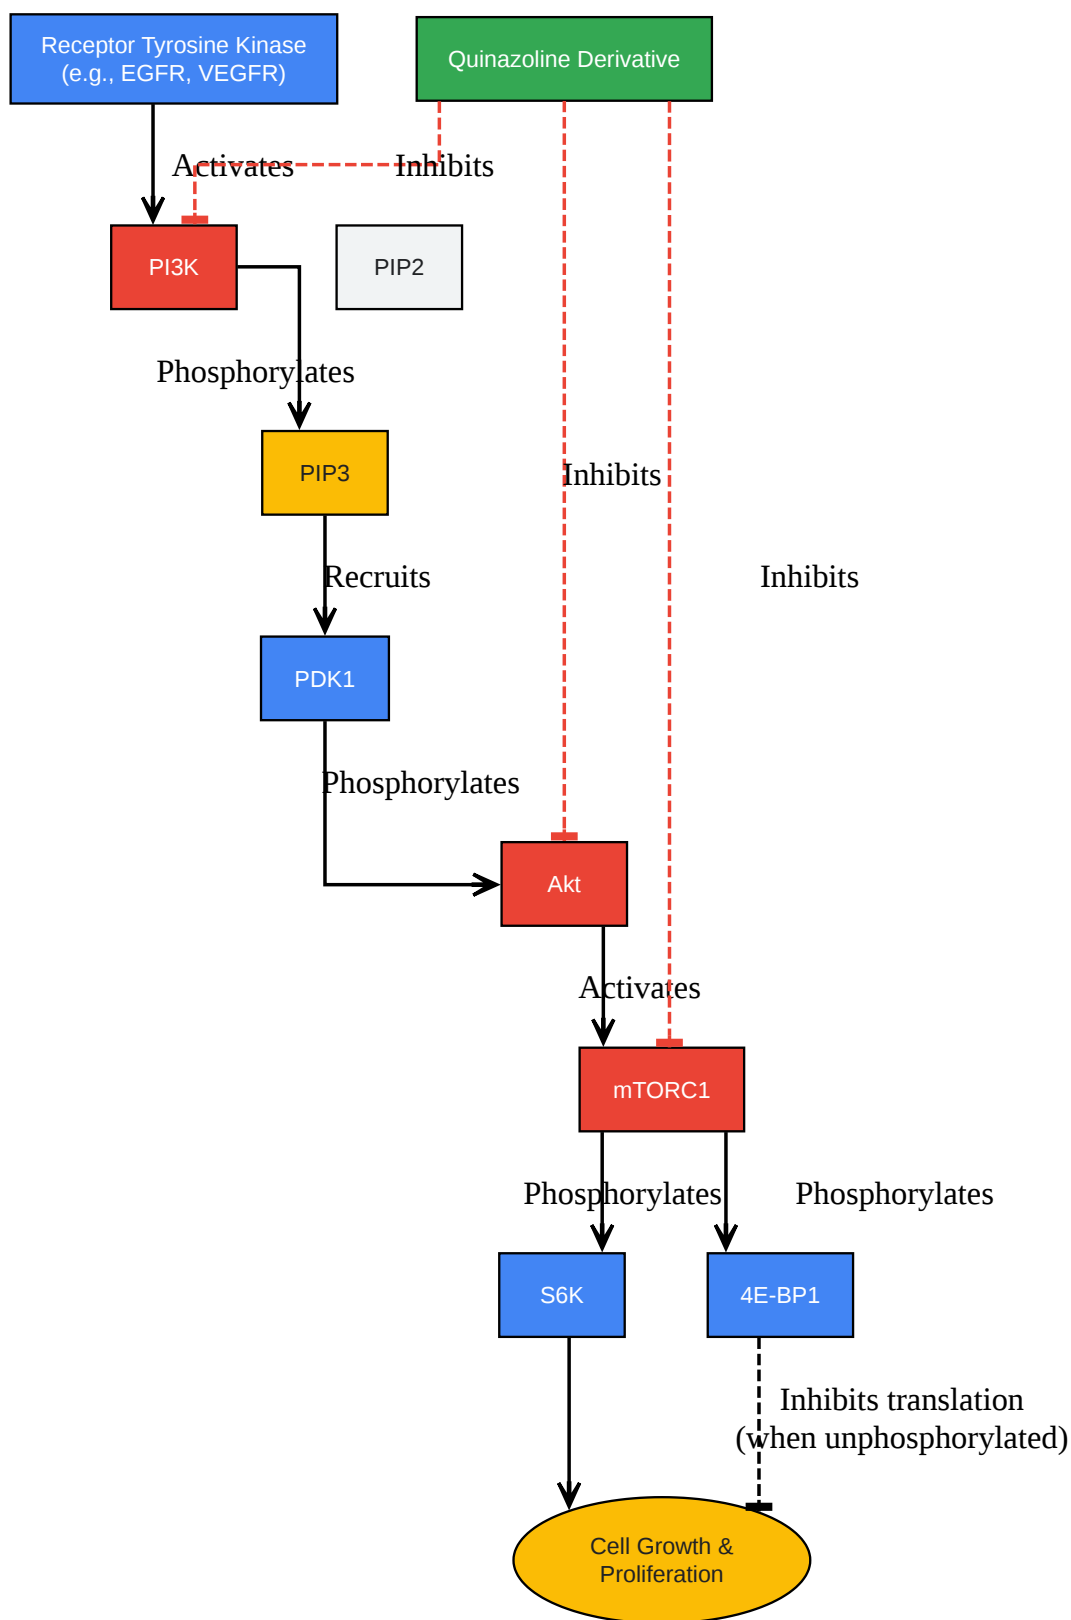 Receptor Tyrosine Kinase
(e.g., EGFR, VEGFR)
Quinazoline Derivative
Activates
Inhibits
PI3K
PIP2
Phosphorylates
PIP3
Inhibits
Recruits
Inhibits
PDK1
Phosphorylates
Akt
Activates
mTORC1
Phosphorylates
Phosphorylates
S6K
4E-BP1
Inhibits translation
(when unphosphorylated)
Cell Growth &
Proliferation